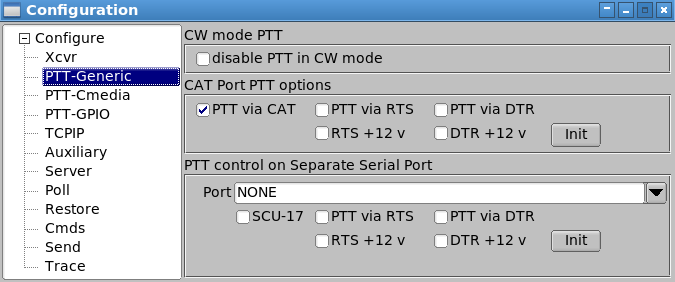 Configuration
Configure
Xcvr
PTT-Generic
PTT-Cmedia
PTT-GPIO
TCPIP
Auxiliary
Server
Poll
Restore
Cmds
Send
Trace
CW mode PTT
disable PTT in CW mode
CAT Port PTT options
PTT via CAT PTT via RTS PTT via DTR
RTS +12 v DTR +12 v Init
PTT control on Separate Serial Port
Port NONE
SCU-17 PTT via RTS PTT via DTR
RTS +12 v DTR +12 v Init